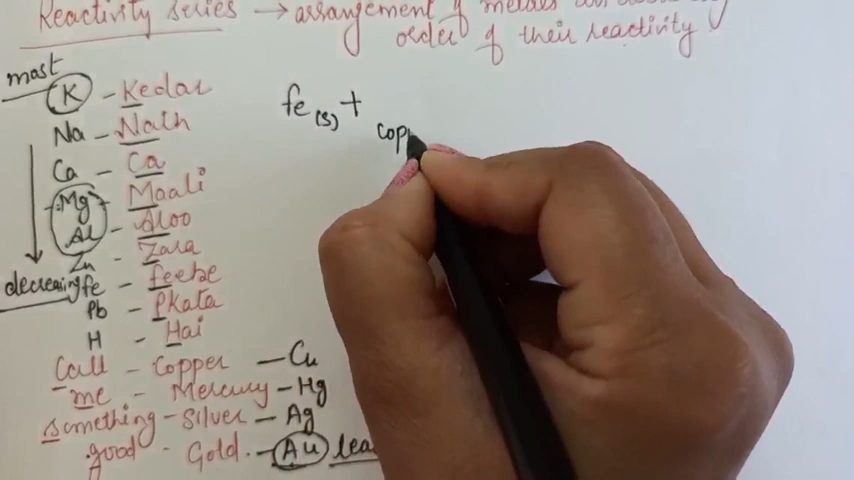 Reactivity series → arrangement of metals
order of their reactivity
most
K - Kedar
Na - Nath
Ca - Ca
Mg - Maali
Al - Aloo
Zn - Zara
decreasing
fe - feeke
Pb - Pkata
H - Hai
Call - Copper - Cu
me - Mercury - Hg
something - Silver - Ag
good - Gold. - Au
fe(s) +
cop